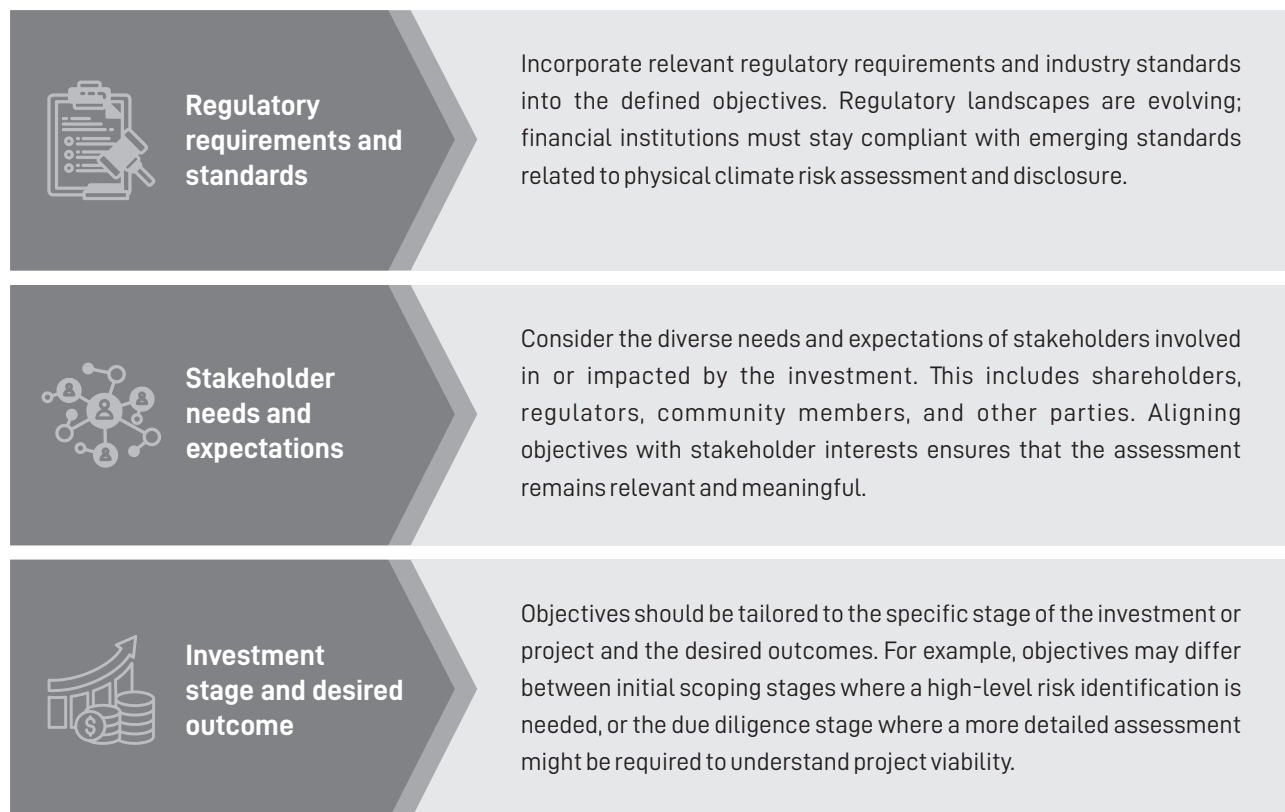 Regulatory
requirements and
standards
Incorporate relevant regulatory requirements and industry standards
into the defined objectives. Regulatory landscapes are evolving;
financial institutions must stay compliant with emerging standards
related to physical climate risk assessment and disclosure.
Stakeholder
needs and
expectations
Consider the diverse needs and expectations of stakeholders involved
in or impacted by the investment. This includes shareholders,
regulators, community members, and other parties. Aligning
objectives with stakeholder interests ensures that the assessment
remains relevant and meaningful.
Investment
stage and desired
outcome
Objectives should be tailored to the specific stage of the investment or
project and the desired outcomes. For example, objectives may differ
between initial scoping stages where a high-level risk identification is
needed, or the due diligence stage where a more detailed assessment
might be required to understand project viability.
$